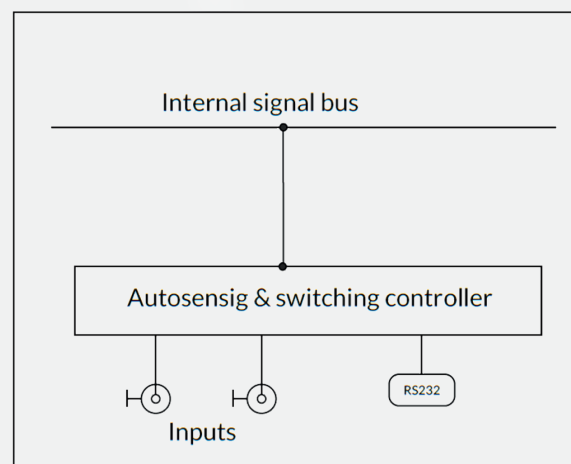 Internal signal bus
Autosensig & switching controller
RS232
Inputs